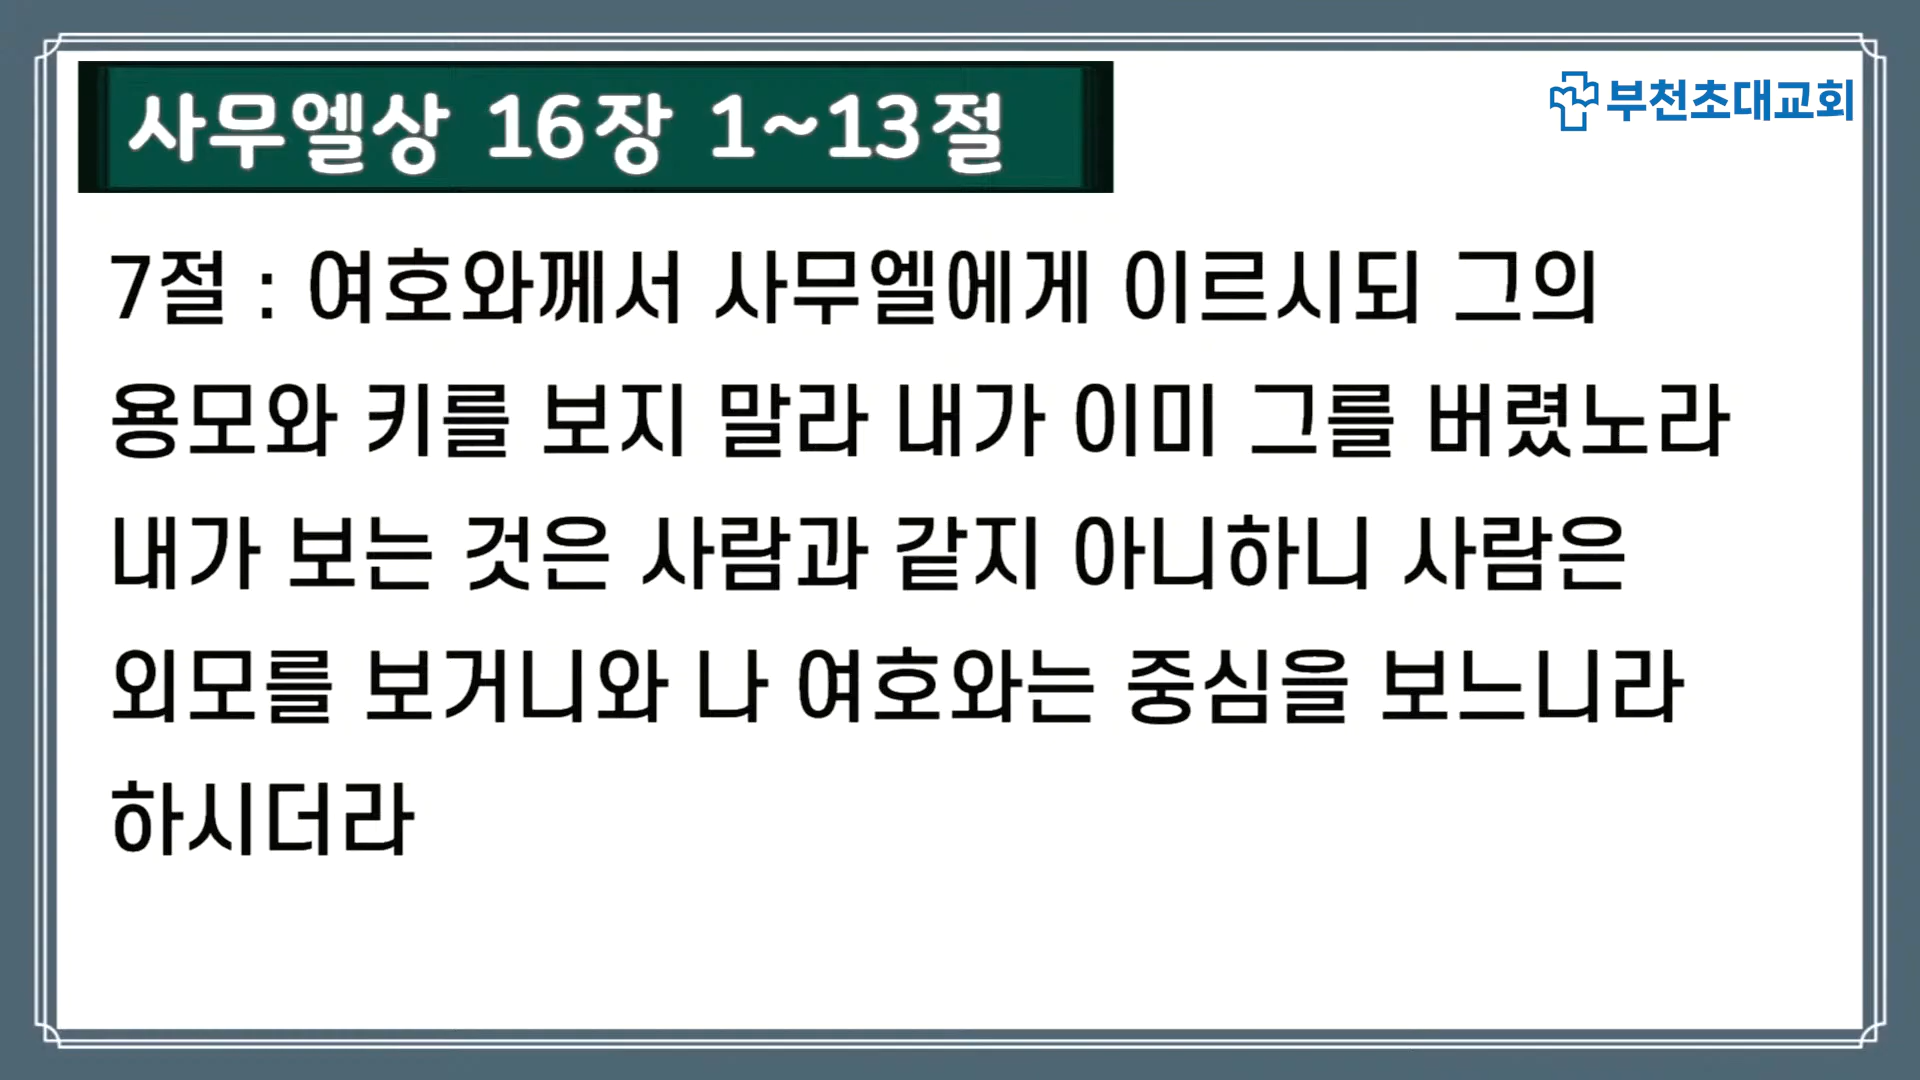 사무엘상 16장 1~13절
부천초대교회
7절 : 여호와께서 사무엘에게 이르시되 그의
용모와 키를 보지 말라 내가 이미 그를 버렸노라
내가 보는 것은 사람과 같지 아니하니 사람은
외모를 보거니와 나 여호와는 중심을 보느니라
하시더라